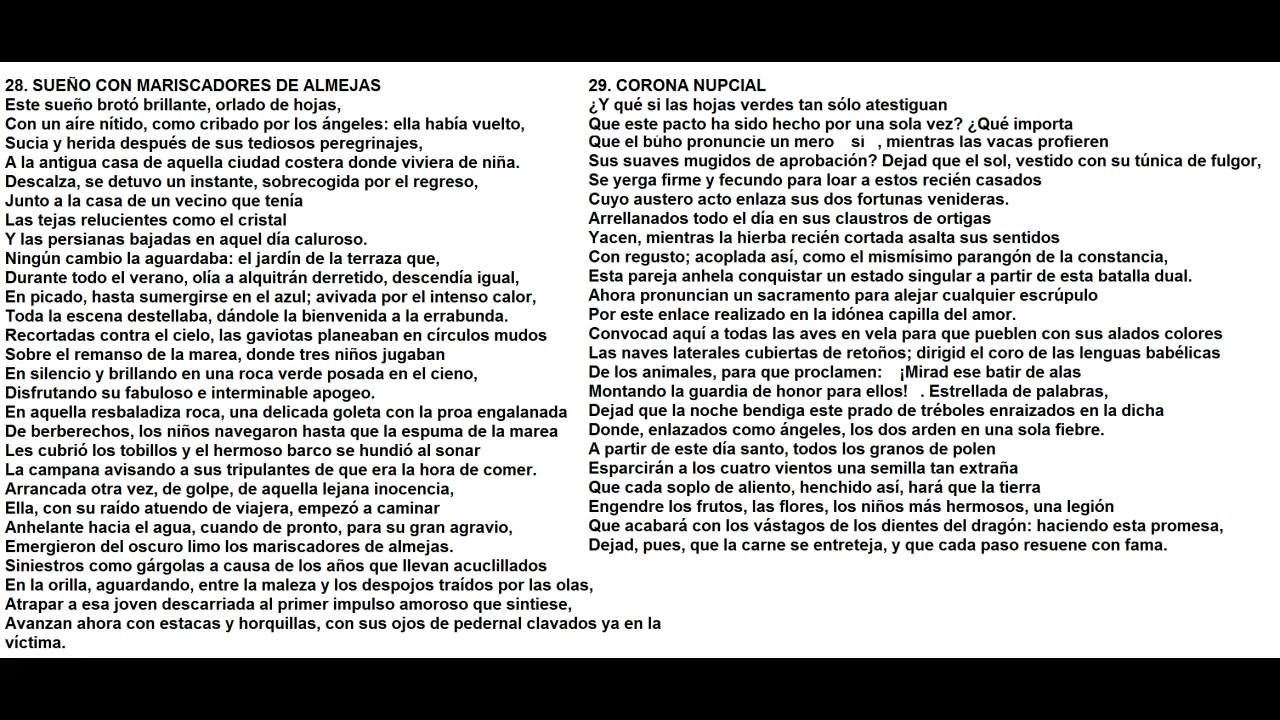 28. SUEÑO CON MARISCADORES DE ALMEJAS
Este sueño brotó brillante, orlado de hojas,
Con un aíre nítido, como cribado por los ángeles: ella había vuelto,
Sucia y herida después de sus tediosos peregrinajes,
A la antigua casa de aquella ciudad costera donde viviera de niña.
Descalza, se detuvo un instante, sobrecogida por el regreso,
Junto a la casa de un vecino que tenía
Las tejas relucientes como el cristal
Y las persianas bajadas en aquel día caluroso.
Ningún cambio la aguardaba: el jardín de la terraza que,
Durante todo el verano, olía a alquitrán derretido, descendía igual,
En picado, hasta sumergirse en el azul; avivada por el intenso calor,
Toda la escena destellaba, dándole la bienvenida a la errabunda.
Recortadas contra el cielo, las gaviotas planeaban en círculos mudos
Sobre el remanso de la marea, donde tres niños jugaban
En silencio y brillando en una roca verde posada en el cieno,
Disfrutando su fabuloso e interminable apogeo.
En aquella resbaladiza roca, una delicada goleta con la proa engalanada
De berberechos, los niños navegaron hasta que la espuma de la marea
Les cubrió los tobillos y el hermoso barco se hundió al sonar
La campana avisando a sus tripulantes de que era la hora de comer.
Arrancada otra vez, de golpe, de aquella lejana inocencia,
Ella, con su raído atuendo de viajera, empezó a caminar
Anhelante hacia el agua, cuando de pronto, para su gran agravio,
Emergieron del oscuro limo los mariscadores de almejas.
Siniestros como gárgolas a causa de los años que llevan acuclillados
En la orilla, aguardando, entre la maleza y los despojos traídos por las olas,
Atrapar a esa joven descarriada al primer impulso amoroso que sintiese,
Avanzan ahora con estacas y horquillas, con sus ojos de pedernal clavados ya en la
víctima.
29. CORONA NUPCIAL
¿Y qué si las hojas verdes tan sólo atestiguan
Que este pacto ha sido hecho por una sola vez? ¿Qué importa
Que el búho pronuncie un mero si , mientras las vacas profieren
Sus suaves mugidos de aprobación? Dejad que el sol, vestido con su túnica de fulgor,
Se yerga firme y fecundo para loar a estos recién casados
Cuyo austero acto enlaza sus dos fortunas venideras.
Arrellanados todo el día en sus claustros de ortigas
Yacen, mientras la hierba recién cortada asalta sus sentidos
Con regusto; acoplada así, como el mismísimo parangón de la constancia,
Esta pareja anhela conquistar un estado singular a partir de esta batalla dual.
Ahora pronuncian un sacramento para alejar cualquier escrúpulo
Por este enlace realizado en la idónea capilla del amor.
Convocad aquí a todas las aves en vela para que pueblen con sus alados colores
Las naves laterales cubiertas de retoños; dirigid el coro de las lenguas babélicas
De los animales, para que proclamen: ¡Mirad ese batir de alas
Montando la guardia de honor para ellos! . Estrellada de palabras,
Dejad que la noche bendiga este prado de tréboles enraizados en la dicha
Donde, enlazados como ángeles, los dos arden en una sola fiebre.
A partir de este día santo, todos los granos de polen
Esparcirán a los cuatro vientos una semilla tan extraña
Que cada soplo de aliento, henchido así, hará que la tierra
Engendre los frutos, las flores, los niños más hermosos, una legión
Que acabará con los vástagos de los dientes del dragón: haciendo esta promesa,
Dejad, pues, que la carne se entreteja, y que cada paso resuene con fama.